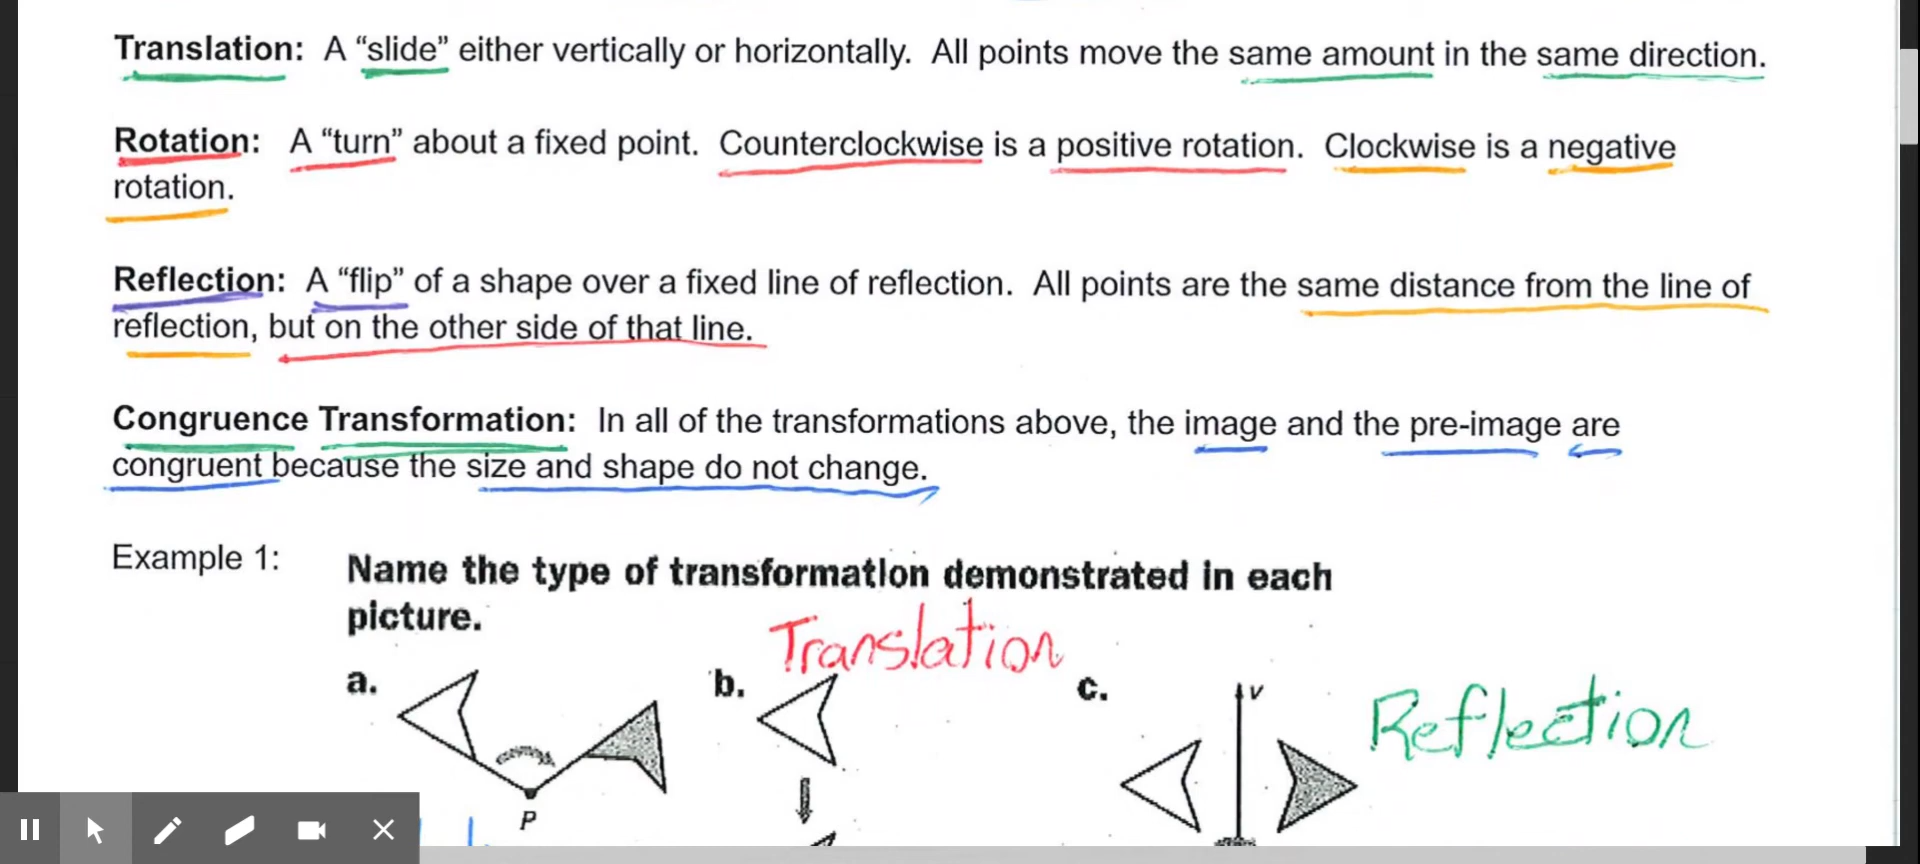 Translation: A “slide” either vertically or horizontally. All points move the same amount in the same direction.
Rotation: A “turn” about a fixed point. Counterclockwise is a positive rotation. Clockwise is a negative
rotation.
Reflection: A “flip” of a shape over a fixed line of reflection. All points are the same distance from the line of
reflection, but on the other side of that line.
Congruence Transformation: In all of the transformations above, the image and the pre-image are
congruent because the size and shape do not change.
Example 1:
Name the type of transformation demonstrated in each
picture.
Translation
a.
b.
c.
v
Reflection
P